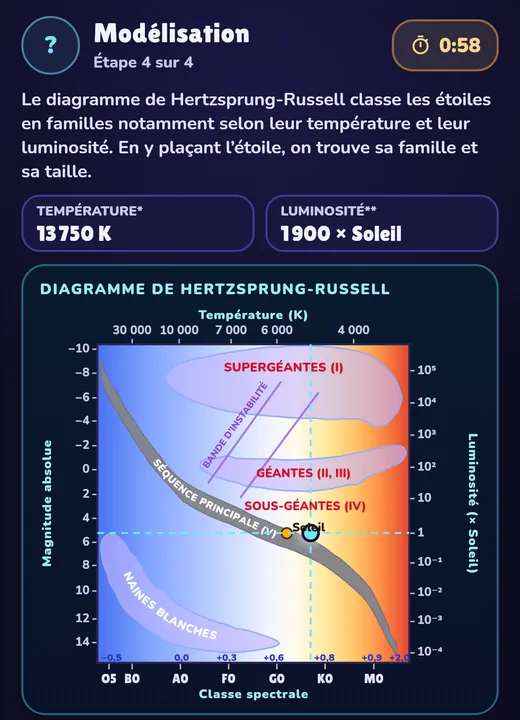 ?
Modélisation
Étape 4 sur 4
0:58
Le diagramme de Hertzsprung-Russell classe les étoiles
en familles notamment selon leur température et leur
luminosité. En y plaçant l'étoile, on trouve sa famille et
sa taille.
TEMPÉRATURE*
13 750 K
LUMINOSITÉ**
1 900 × Soleil
DIAGRAMME DE HERTZSPRUNG-RUSSELL
Température (K)
30 000 10 000 7 000 6 000 4 000
Magnitude absolue
−10
−8
−6
−4
−2
0
2
4
6
8
10
12
14
SUPERGÉANTES (I)
BANDE D'INSTABILITÉ
GÉANTES (II, III)
SÉQUENCE PRINCIPALE (V)
SOUS-GÉANTES (IV)
Soleil
NAINES BLANCHES
10⁵
10⁴
10³
10²
10
1
10⁻¹
10⁻²
10⁻³
10⁻⁴
Luminosité (× Soleil)
−0,5 0,0 +0,3 +0,6 +0,8 +0,9 +2,0
O5 B0 A0 F0 G0 K0 M0
Classe spectrale